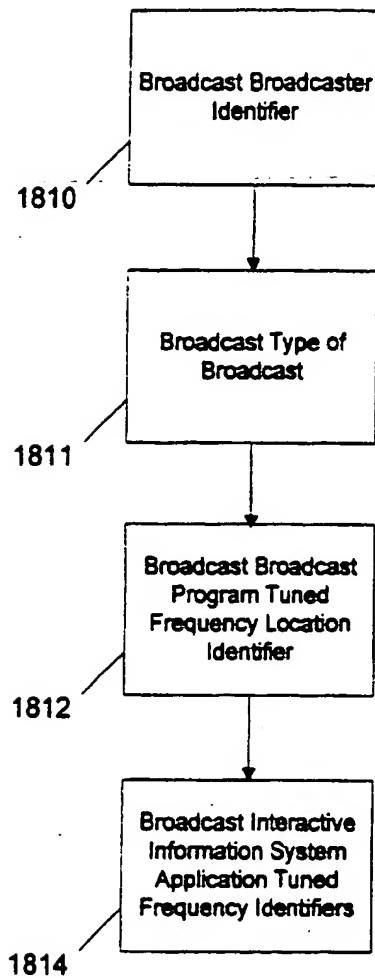 Broadcast Broadcaster
Identifier
1810
Broadcast Type of
Broadcast
1811
Broadcast Broadcast
Program Tuned
Frequency Location
Identifier
1812
Broadcast Interactive
Information System
Application Tuned
Frequency Identifiers
1814